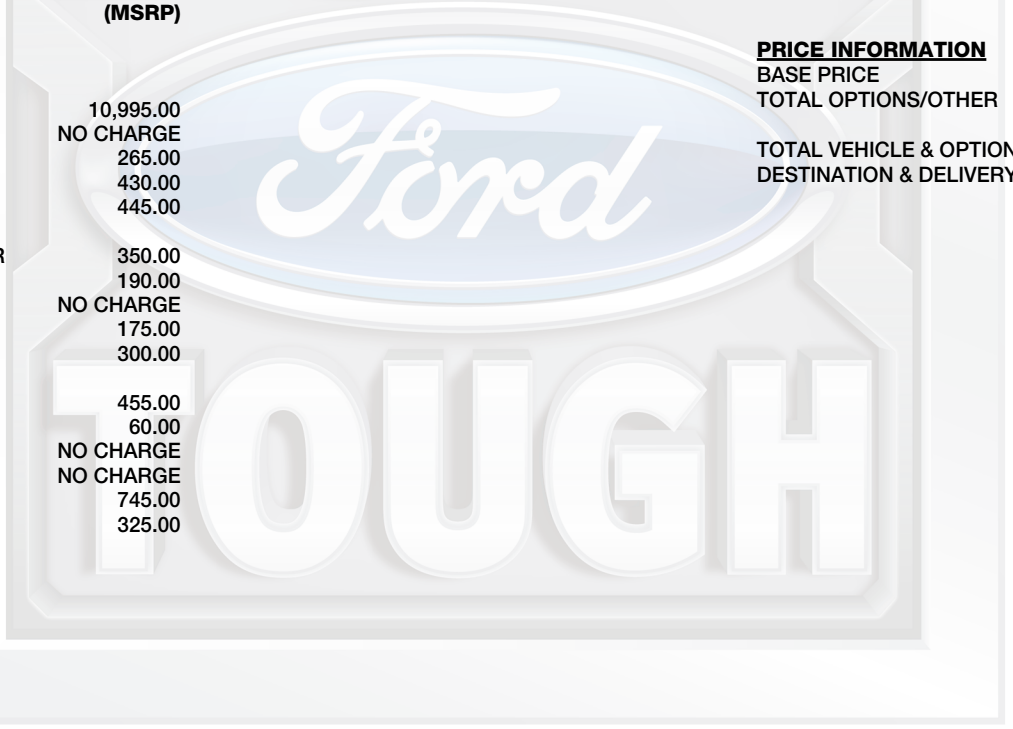 (MSRP)
10,995.00
NO CHARGE
265.00
430.00
445.00
R 350.00
190.00
NO CHARGE
175.00
300.00
455.00
60.00
NO CHARGE
NO CHARGE
745.00
325.00
PRICE INFORMATION
BASE PRICE
TOTAL OPTIONS/OTHER
TOTAL VEHICLE & OPTION
DESTINATION & DELIVERY
Ford
TOUGH